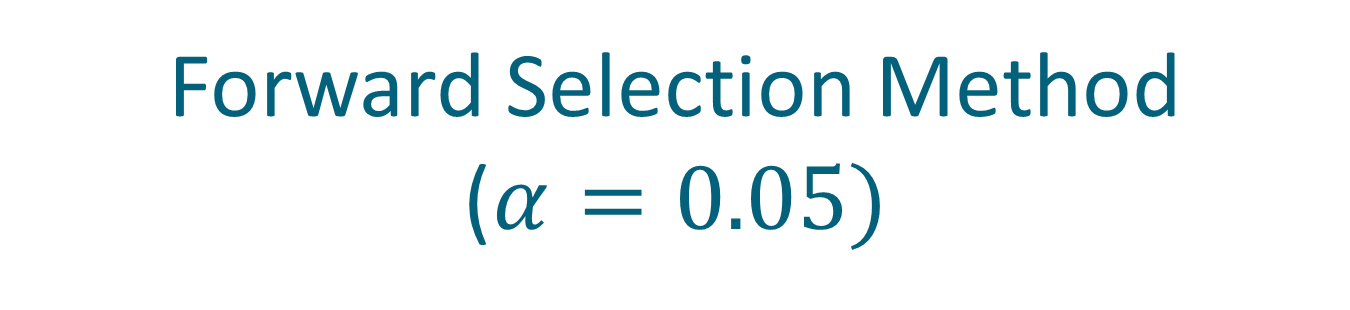 Forward Selection Method
(α = 0.05)